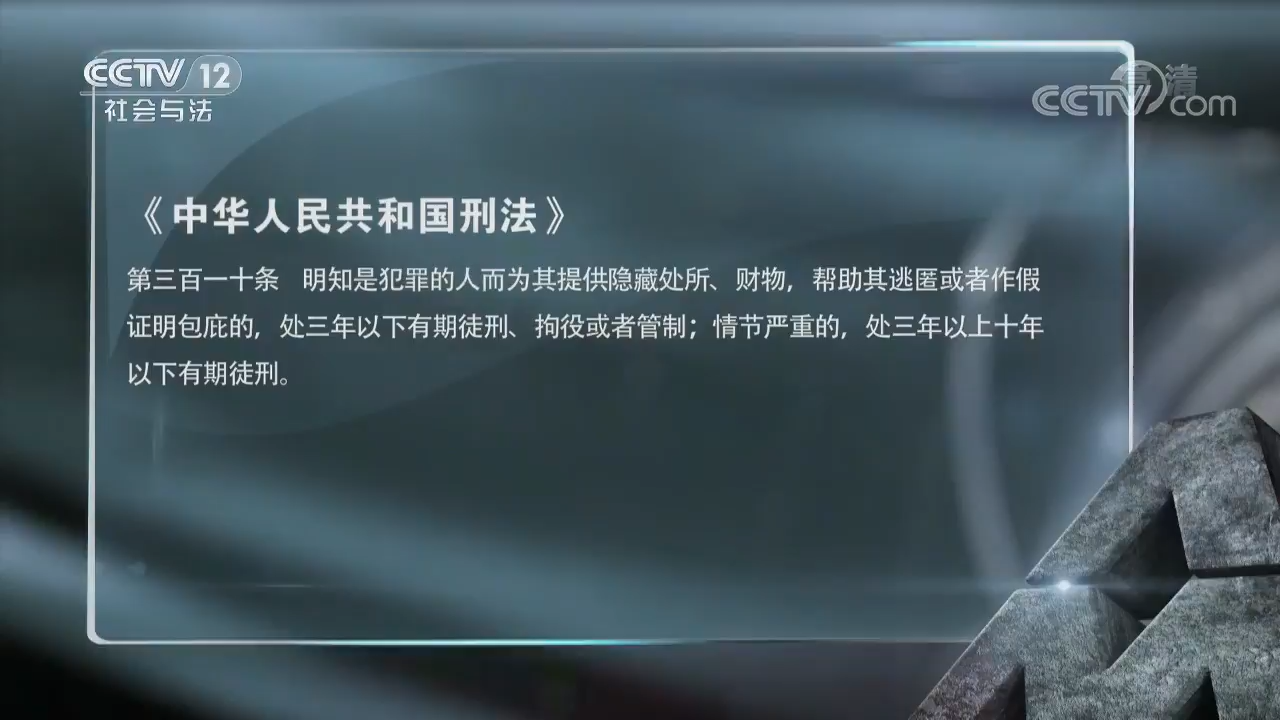 CCTV 12
社会与法
高清
CCTV.com
《中华人民共和国刑法》
第三百一十条 明知是犯罪的人而为其提供隐藏处所、财物，帮助其逃匿或者作假
证明包庇的，处三年以下有期徒刑、拘役或者管制；情节严重的，处三年以上十年
以下有期徒刑。